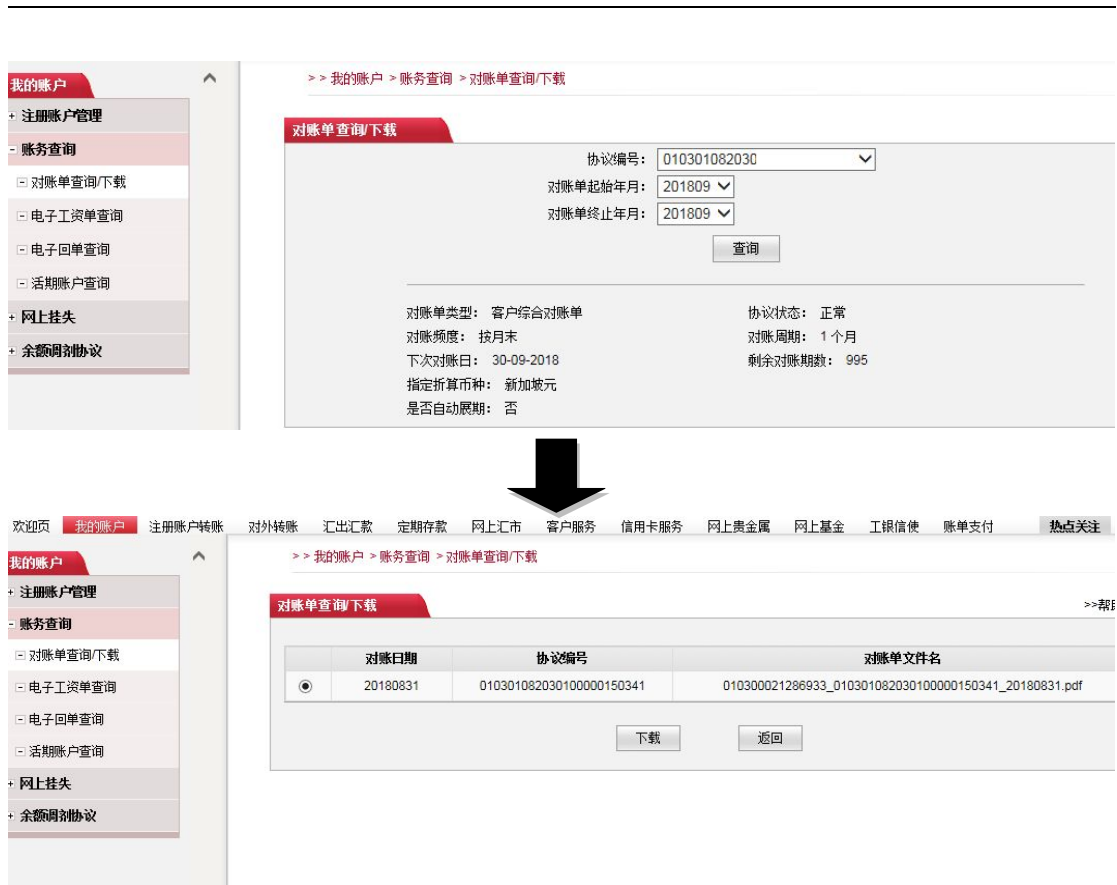 我的账户
+ 注册账户管理
- 账务查询
对账单查询/下载
电子工资单查询
电子回单查询
活期账户查询
+ 网上挂失
+ 余额调剂协议
> > 我的账户 > 账务查询 > 对账单查询/下载
对账单查询/下载
协议编号： 010301082030
对账单起始年月： 201809
对账单终止年月： 201809
查询
对账单类型： 客户综合对账单 协议状态： 正常
对账频度： 按月末 对账周期： 1 个月
下次对账日： 30-09-2018 剩余对账期数： 995
指定折算币种： 新加坡元
是否自动展期： 否
欢迎页 我的账户 注册账户转账 对外转账 汇出汇款 定期存款 网上汇市 客户服务 信用卡服务 网上贵金属 网上基金 工银信使 账单支付 热点关注
我的账户
+ 注册账户管理
- 账务查询
对账单查询/下载
电子工资单查询
电子回单查询
活期账户查询
+ 网上挂失
+ 余额调剂协议
> > 我的账户 > 账务查询 > 对账单查询/下载
对账单查询/下载 >>帮
对账日期 协议编号 对账单文件名
20180831 010301082030100000150341 010300021286933_010301082030100000150341_20180831.pdf
下载 返回